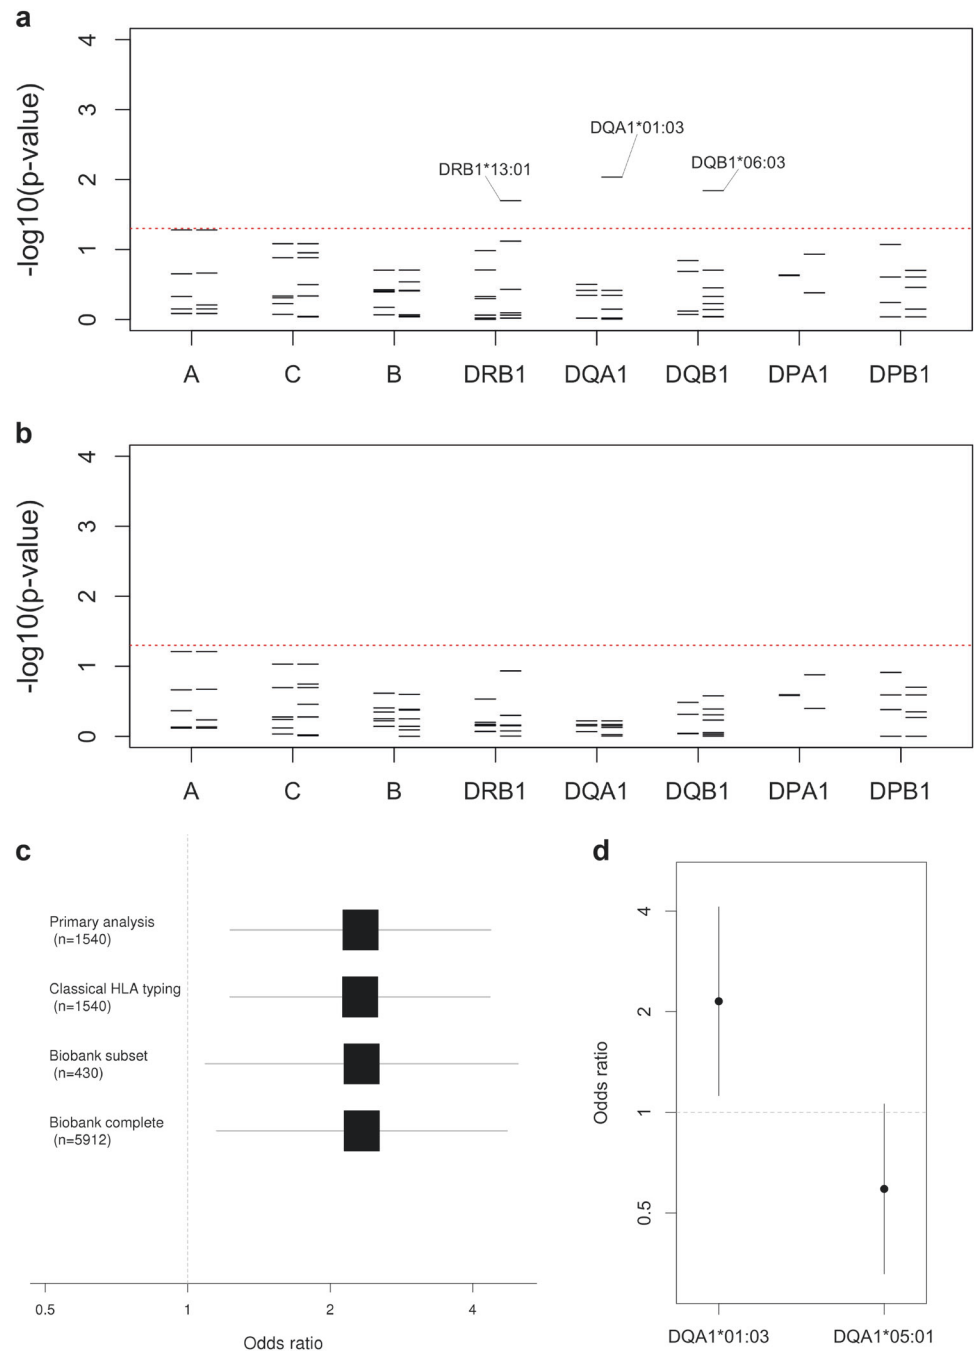 a
-log10(p-value)
4
3
2
1
0
DQA1*01:03
DRB1*13:01
DQB1*06:03
A C B DRB1 DQA1 DQB1 DPA1 DPB1
b
-log10(p-value)
4
3
2
1
0
A C B DRB1 DQA1 DQB1 DPA1 DPB1
c
Primary analysis
(n=1540)
Classical HLA typing
(n=1540)
Biobank subset
(n=430)
Biobank complete
(n=5912)
0.5 1 2 4
Odds ratio
d
Odds ratio
4
2
1
0.5
DQA1*01:03 DQA1*05:01